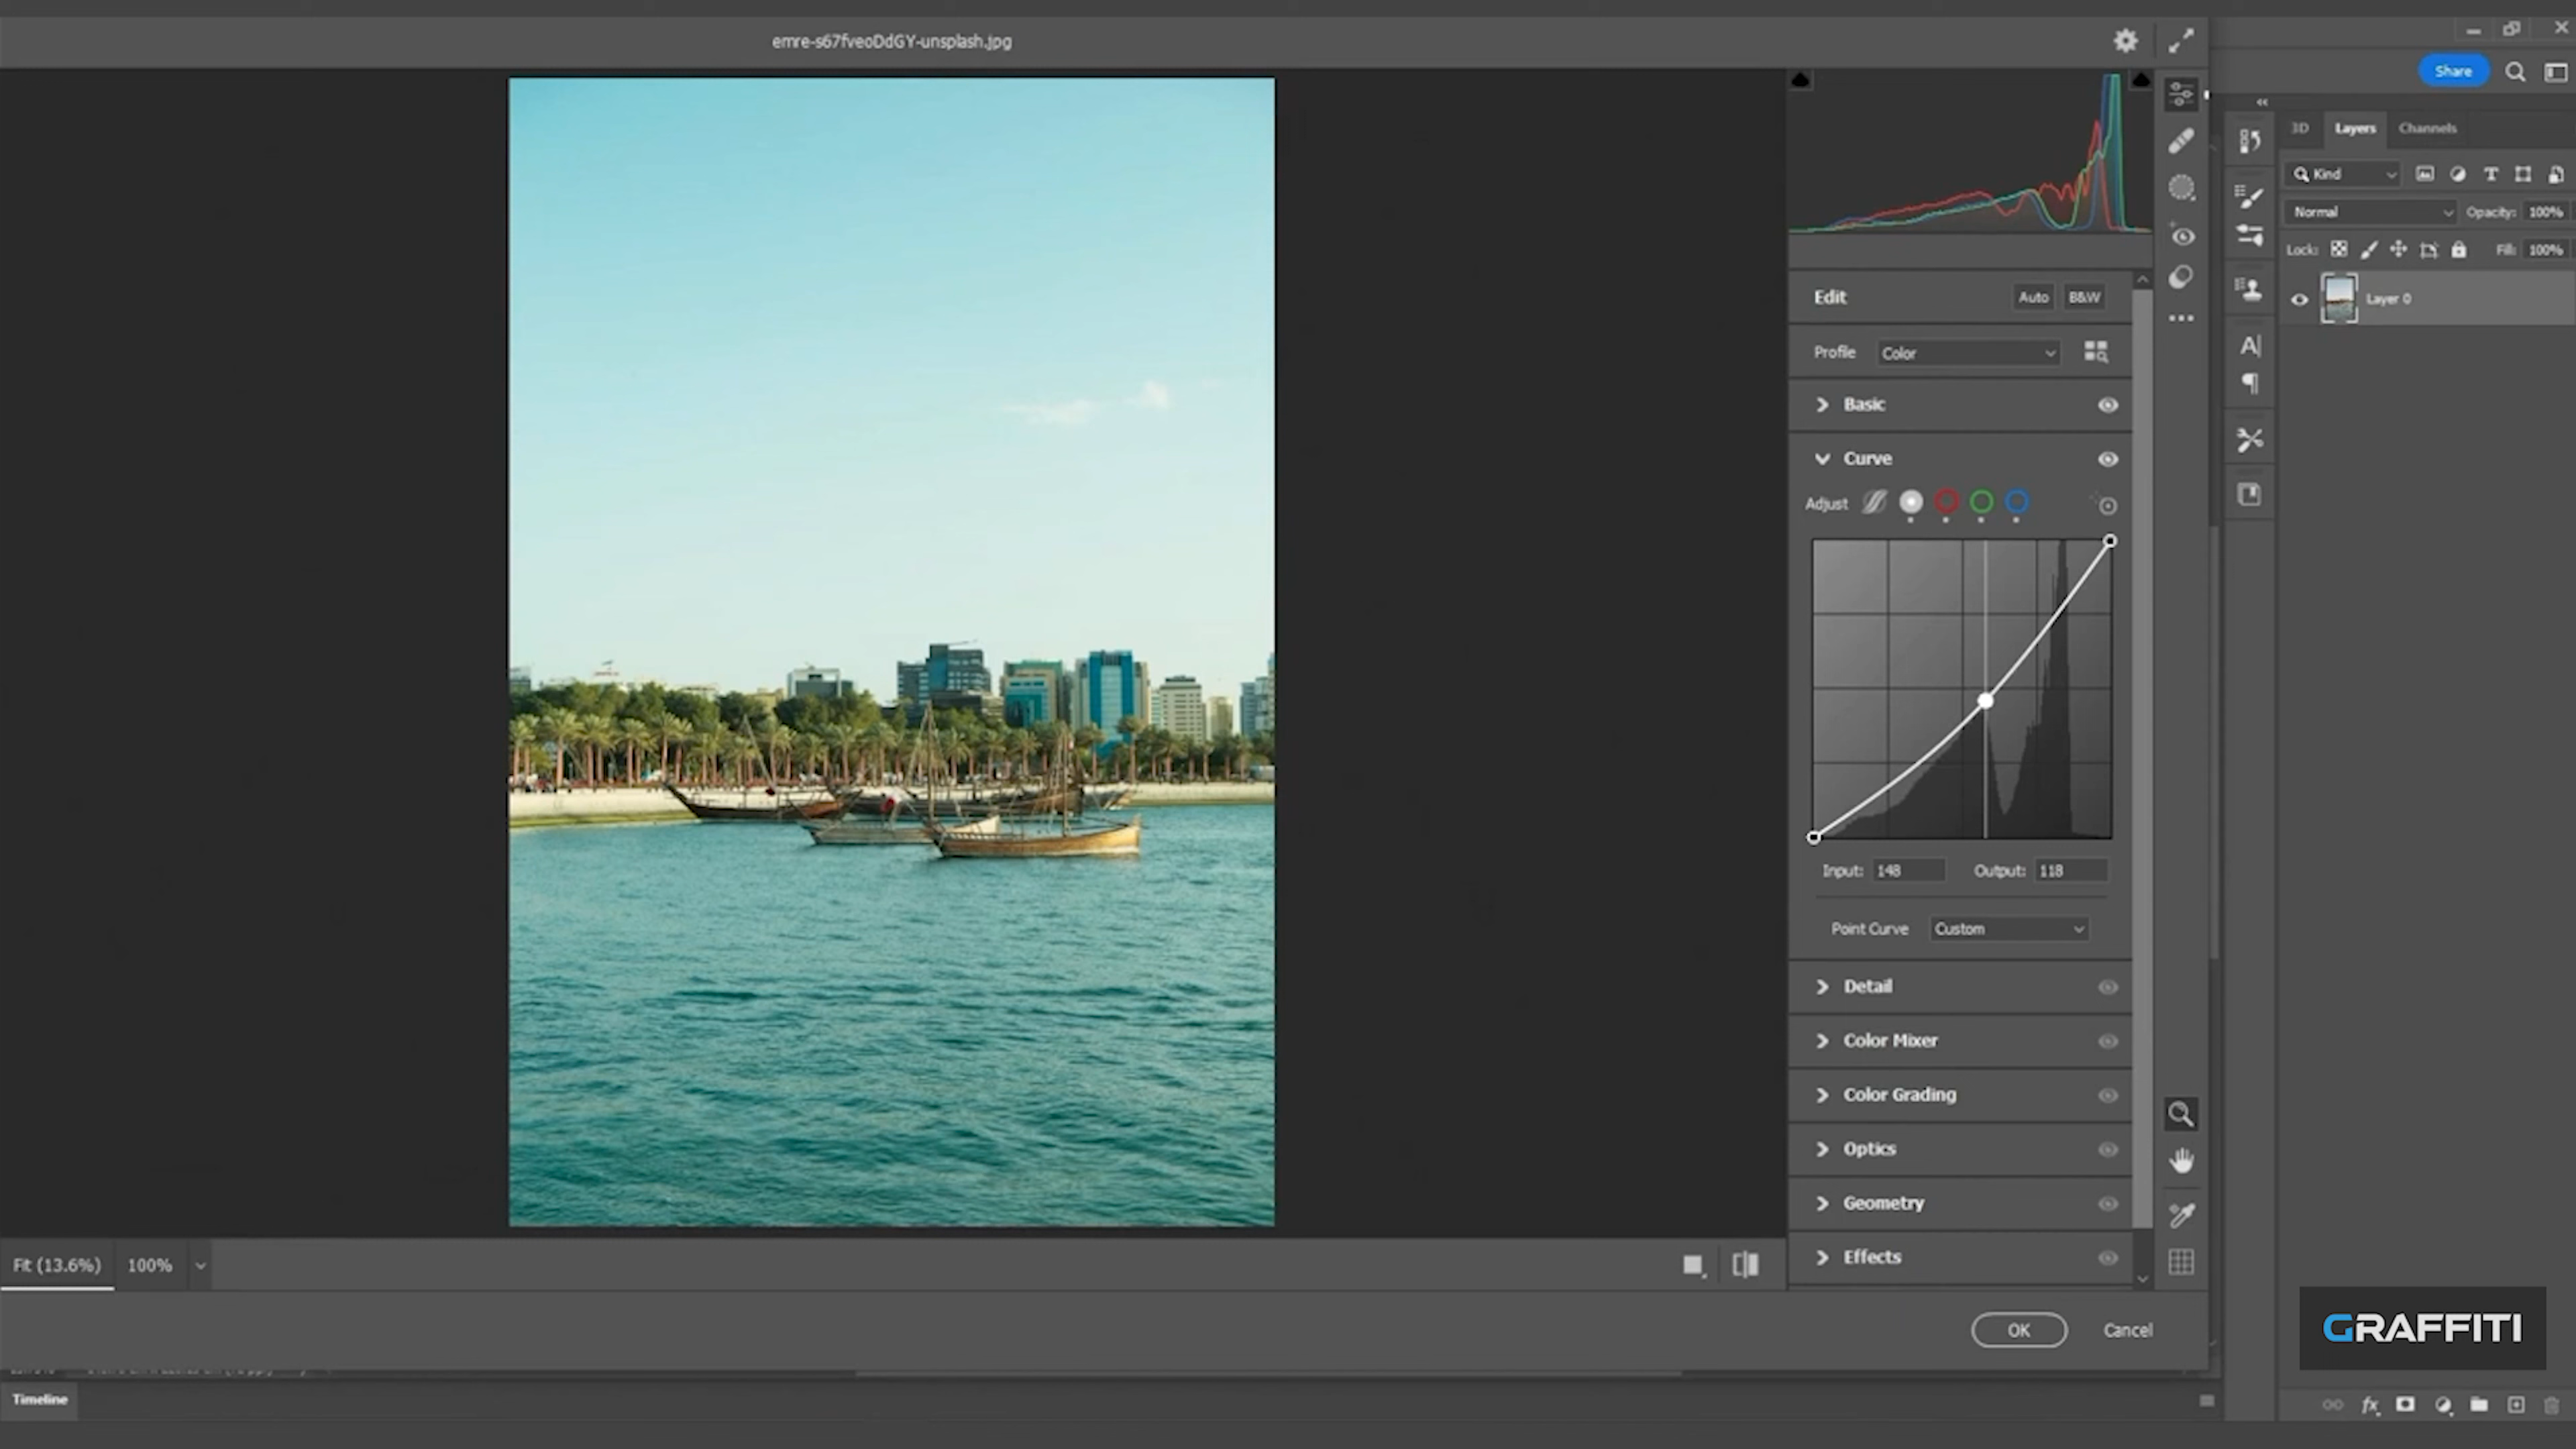 emre-s67fveoDdGY-unsplash.jpg
Share
3D Layers Channels
Kind
Normal Opacity: 100%
Lock: Fill: 100%
Layer 0
Edit Auto B&W
Profile Color
Basic
Curve
Adjust
Input: 148 Output: 118
Point Curve Custom
Detail
Color Mixer
Color Grading
Optics
Geometry
Effects
Fit (13.6%) 100%
OK Cancel
GRAFFITI
Timeline